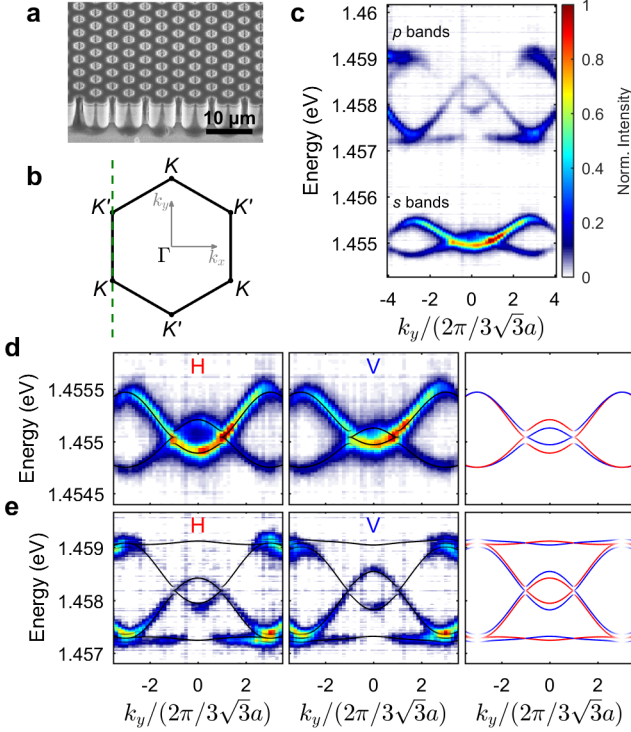 a
10 µm
b
K
K'
K'
k_y
Γ
k_x
K
K
K'
c
1.46
1.459
1.458
1.457
1.456
1.455
Energy (eV)
p bands
s bands
-4 -2 0 2 4
k_y/(2π/3√3a)
1
0.8
0.6
0.4
0.2
0
Norm. Intensity
d
H
V
1.4555
1.455
1.4545
Energy (eV)
e
H
V
1.459
1.458
1.457
Energy (eV)
-2 0 2
-2 0 2
-2 0 2
k_y/(2π/3√3a)
k_y/(2π/3√3a)
k_y/(2π/3√3a)